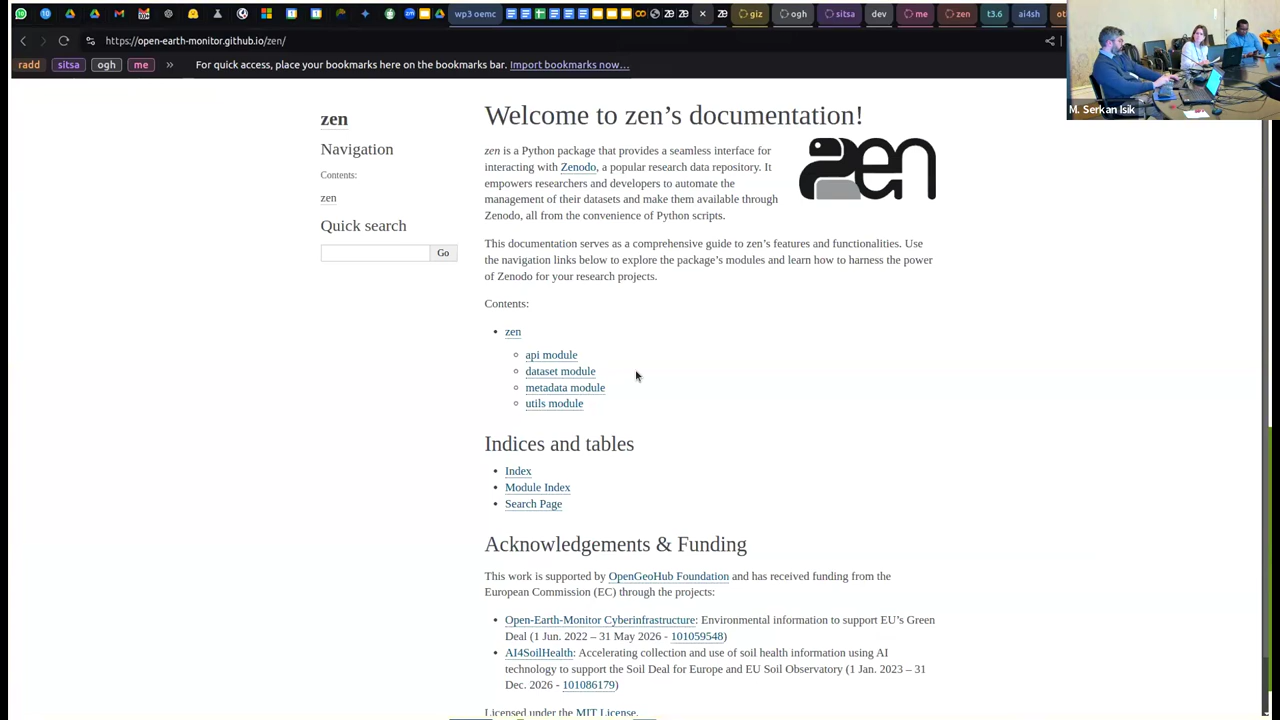 wp3 oemc
giz
ogh
sitsa
dev
me
zen
t3.6
ai4sh
https://open-earth-monitor.github.io/zen/
radd
sitsa
ogh
me
»
For quick access, place your bookmarks here on the bookmarks bar. Import bookmarks now…
M. Serkan Isik
zen
Navigation
Contents:
zen
Quick search
Go
Welcome to zen’s documentation!
zen is a Python package that provides a seamless interface for
interacting with Zenodo, a popular research data repository. It
empowers researchers and developers to automate the
management of their datasets and make them available through
Zenodo, all from the convenience of Python scripts.
zen
This documentation serves as a comprehensive guide to zen’s features and functionalities. Use
the navigation links below to explore the package’s modules and learn how to harness the power
of Zenodo for your research projects.
Contents:
• zen
api module
dataset module
metadata module
utils module
Indices and tables
• Index
• Module Index
• Search Page
Acknowledgements & Funding
This work is supported by OpenGeoHub Foundation and has received funding from the
European Commission (EC) through the projects:
• Open-Earth-Monitor Cyberinfrastructure: Environmental information to support EU’s Green
Deal (1 Jun. 2022 – 31 May 2026 - 101059548)
• AI4SoilHealth: Accelerating collection and use of soil health information using AI
technology to support the Soil Deal for Europe and EU Soil Observatory (1 Jan. 2023 – 31
Dec. 2026 - 101086179)
Licensed under the MIT License.